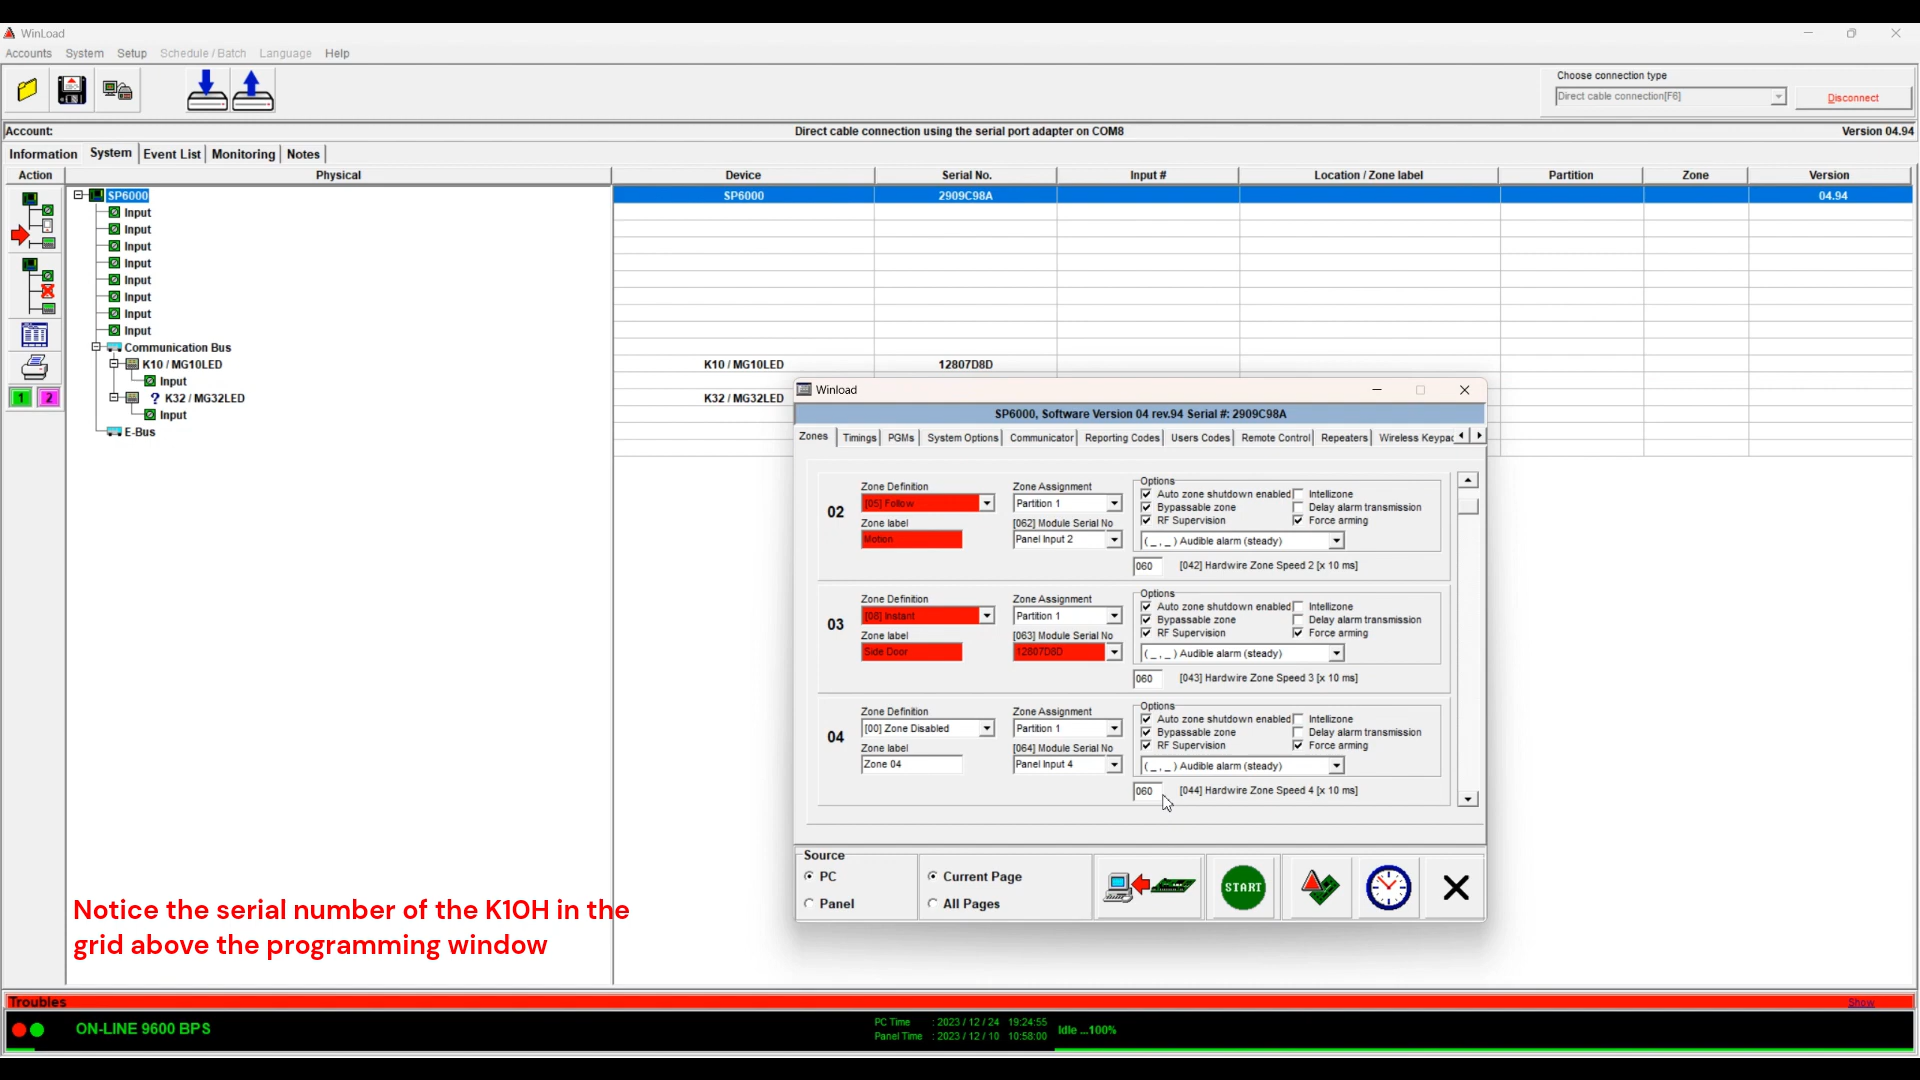 WinLoad
Accounts System Setup Schedule / Batch Language Help
Choose connection type
Direct cable connection[F6]
Disconnect
Account:
Direct cable connection using the serial port adapter on COM8
Version 04.94
Information System Event List Monitoring Notes
Action Physical Device Serial No. Input # Location / Zone label Partition Zone Version
SP6000 SP6000 2909C98A 04.94
Input
Input
Input
Input
Input
Input
Input
Input
Communication Bus
K10 / MG10LED K10 / MG10LED 12807D8D
Input
? K32 / MG32LED K32 / MG32LED
Input
E-Bus
1 2
Winload
SP6000, Software Version 04 rev.94 Serial #: 2909C98A
Zones Timings PGMs System Options Communicator Reporting Codes Users Codes Remote Control Repeaters Wireless Keypac
02
Zone Definition
[05] Follow
Zone label
Motion
Zone Assignment
Partition 1
[062] Module Serial No
Panel Input 2
Options
Auto zone shutdown enabled Intellizone
Bypassable zone Delay alarm transmission
RF Supervision Force arming
( _ . _ ) Audible alarm (steady)
060 [042] Hardwire Zone Speed 2 [x 10 ms]
03
Zone Definition
[08] Instant
Zone label
Side Door
Zone Assignment
Partition 1
[063] Module Serial No
12807D8D
Options
Auto zone shutdown enabled Intellizone
Bypassable zone Delay alarm transmission
RF Supervision Force arming
( _ . _ ) Audible alarm (steady)
060 [043] Hardwire Zone Speed 3 [x 10 ms]
04
Zone Definition
[00] Zone Disabled
Zone label
Zone 04
Zone Assignment
Partition 1
[064] Module Serial No
Panel Input 4
Options
Auto zone shutdown enabled Intellizone
Bypassable zone Delay alarm transmission
RF Supervision Force arming
( _ . _ ) Audible alarm (steady)
060 [044] Hardwire Zone Speed 4 [x 10 ms]
Source
PC
Panel
Current Page
All Pages
START
Notice the serial number of the K10H in the
grid above the programming window
Troubles Show
ON-LINE 9600 BPS
PC Time : 2023 / 12 / 24 19:24:55
Panel Time : 2023 / 12 / 10 10:58:00
Idle ...100%